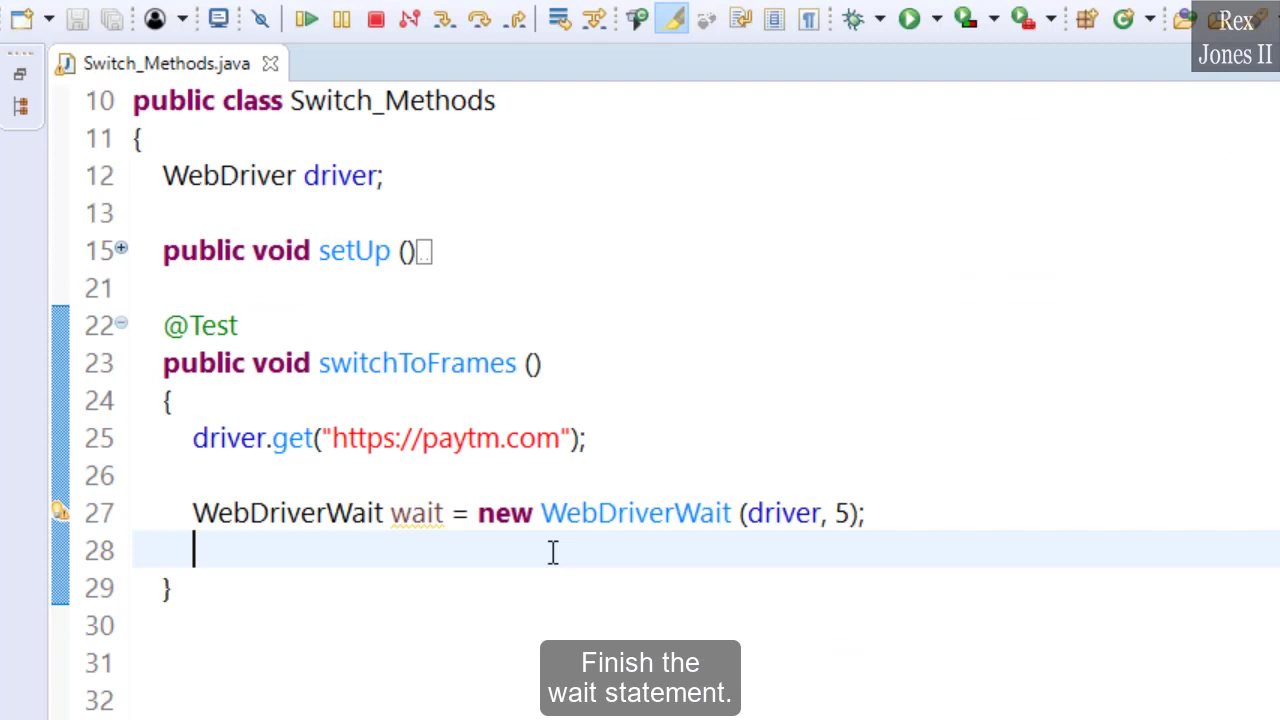 Rex
Jones II
Switch_Methods.java
10 public class Switch_Methods
11 {
12 WebDriver driver;
13
15 public void setUp ()
21
22 @Test
23 public void switchToFrames ()
24 {
25 driver.get("https://paytm.com");
26
27 WebDriverWait wait = new WebDriverWait (driver, 5);
28
29 }
30
31
32
Finish the
wait statement.